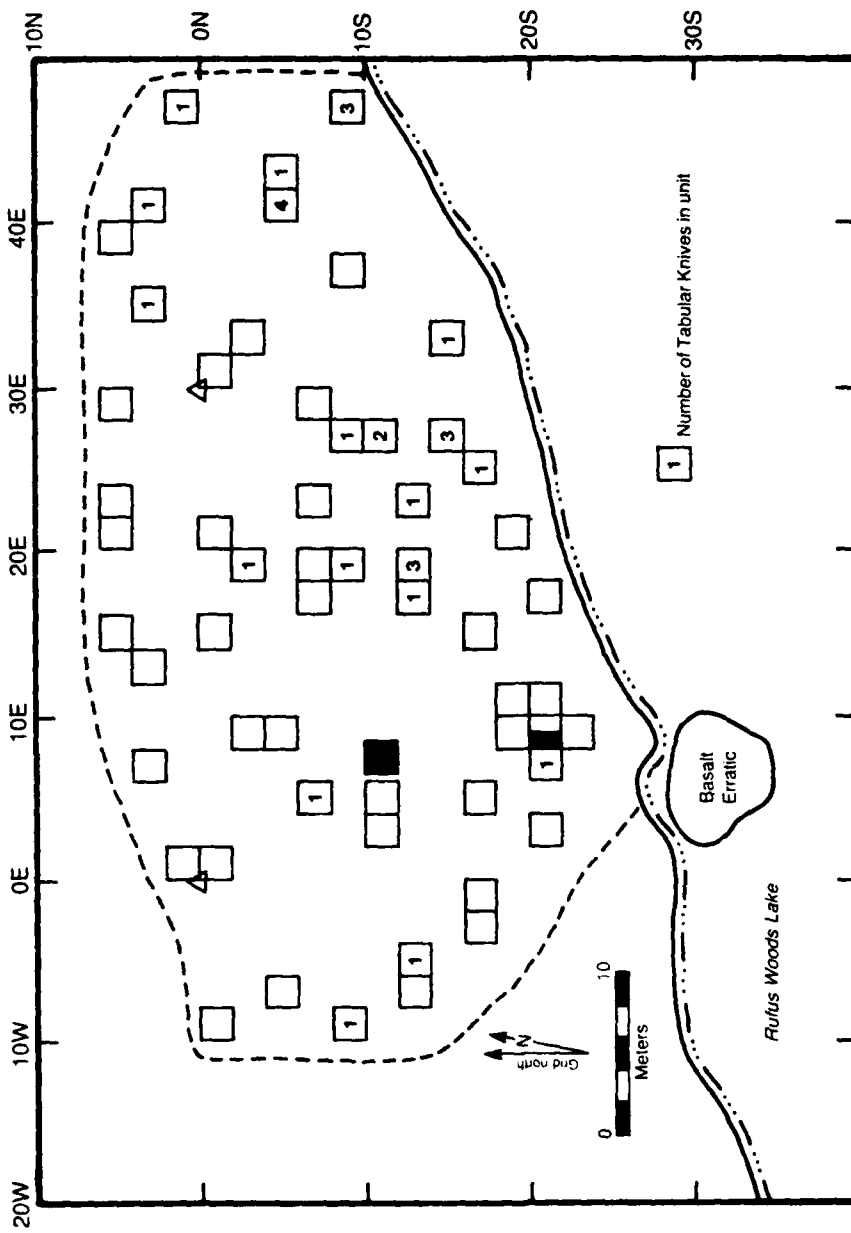 20W 10W 0E 10E 20E 30E 40E
10N
1 1
1
0N
1
4 1
1
1 1 1 3
10S
2
1 1 3 1
3 1
1
20S
1
N
Grid north
0 10
Meters
1 Number of Tabular Knives in unit
30S
Basalt
Erratic
Rufus Woods Lake